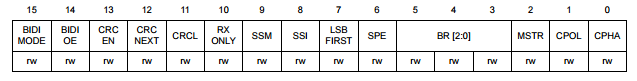 15 14 13 12 11 10 9 8 7 6 5 4 3 2 1 0
BIDI MODE BIDI OE CRC EN CRC NEXT CRCL RX ONLY SSM SSI LSB FIRST SPE BR [2:0] MSTR CPOL CPHA
rw rw rw rw rw rw rw rw rw rw rw rw rw rw rw rw